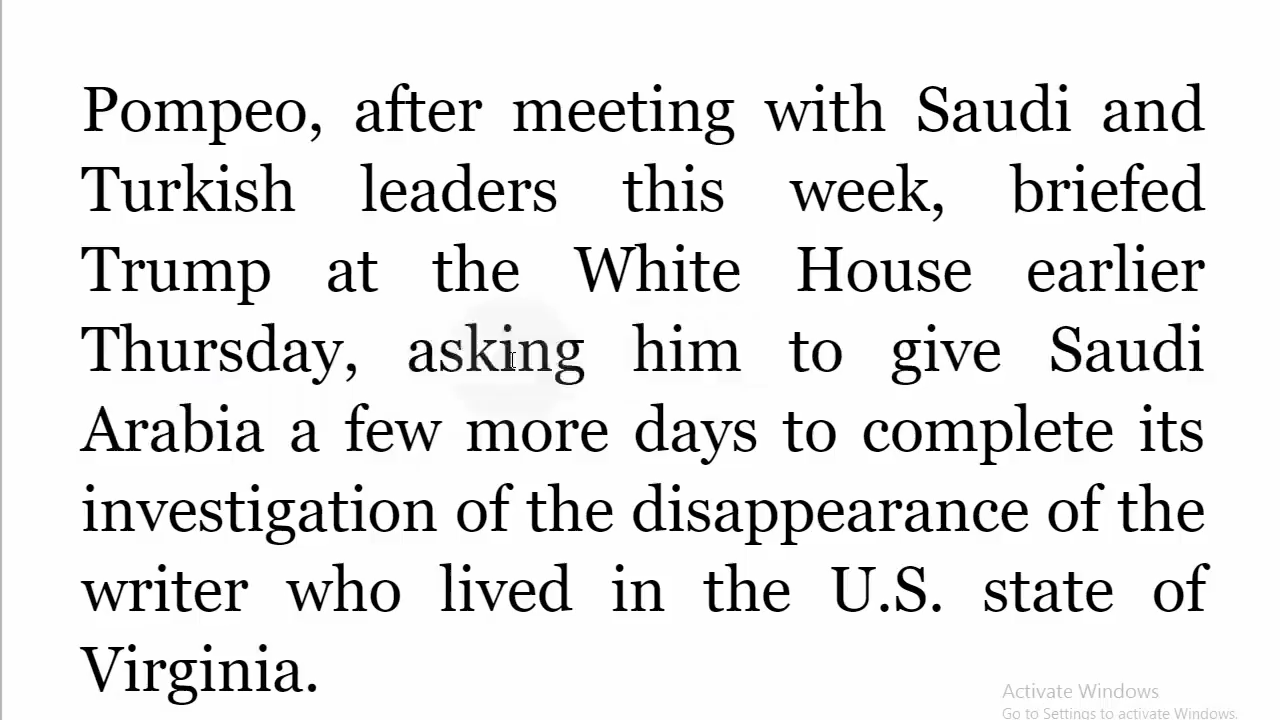 Pompeo, after meeting with Saudi and
Turkish leaders this week, briefed
Trump at the White House earlier
Thursday, asking him to give Saudi
Arabia a few more days to complete its
investigation of the disappearance of the
writer who lived in the U.S. state of
Virginia.
Activate Windows
Go to Settings to activate Windows.